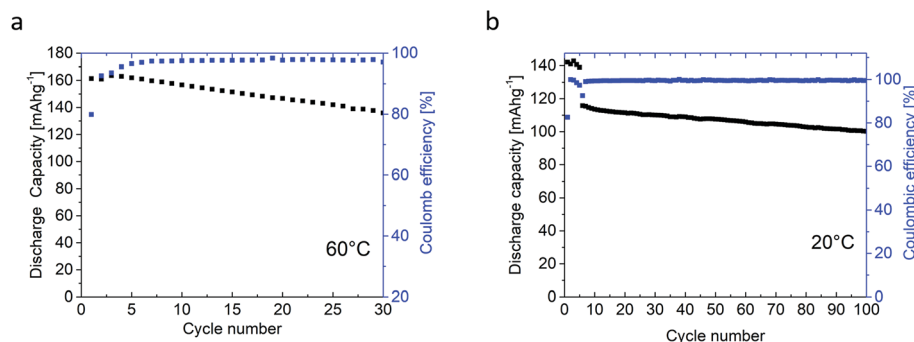 a
180
160
140
120
100
80
60
40
20
0
Discharge Capacity [mAhg-1]
100
80
60
40
20
Coulomb efficiency [%]
60°C
0 5 10 15 20 25 30
Cycle number
b
140
120
100
80
60
40
20
0
Discharge capacity [mAhg-1]
100
80
60
40
20
0
Coulombic efficiency [%]
20°C
0 10 20 30 40 50 60 70 80 90 100
Cycle number